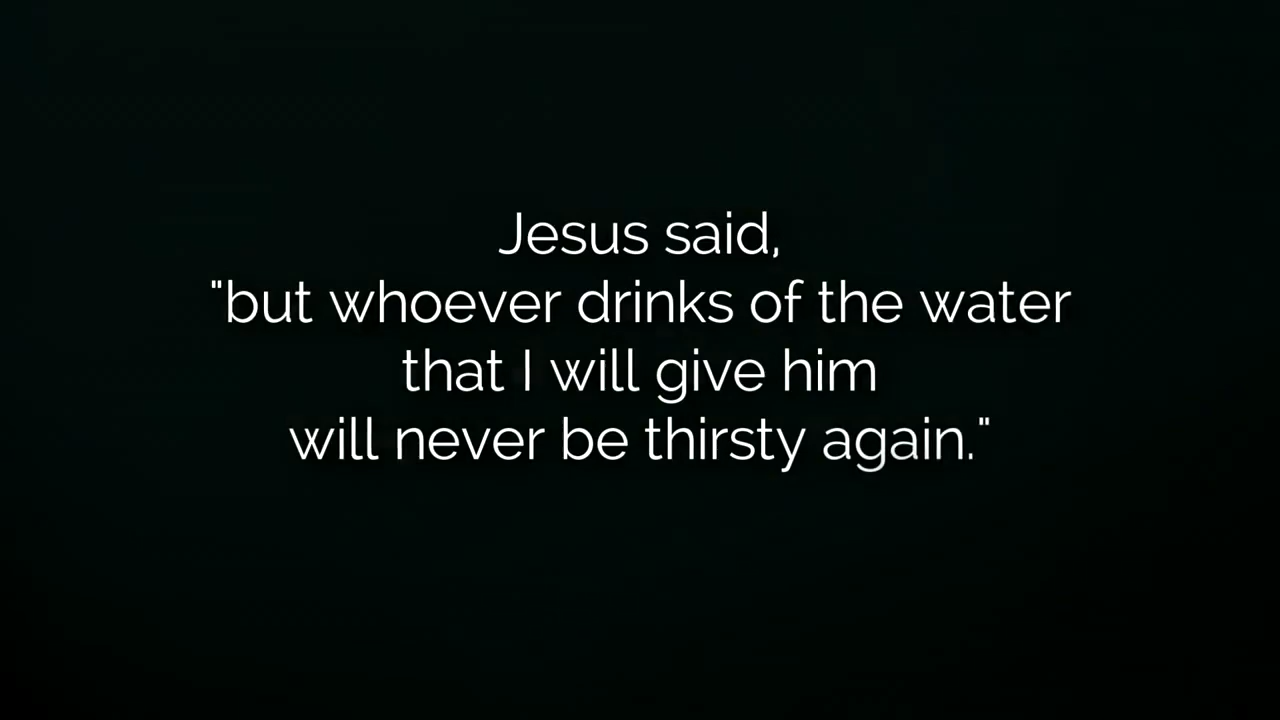 Jesus said,
"but whoever drinks of the water
that I will give him
will never be thirsty again."